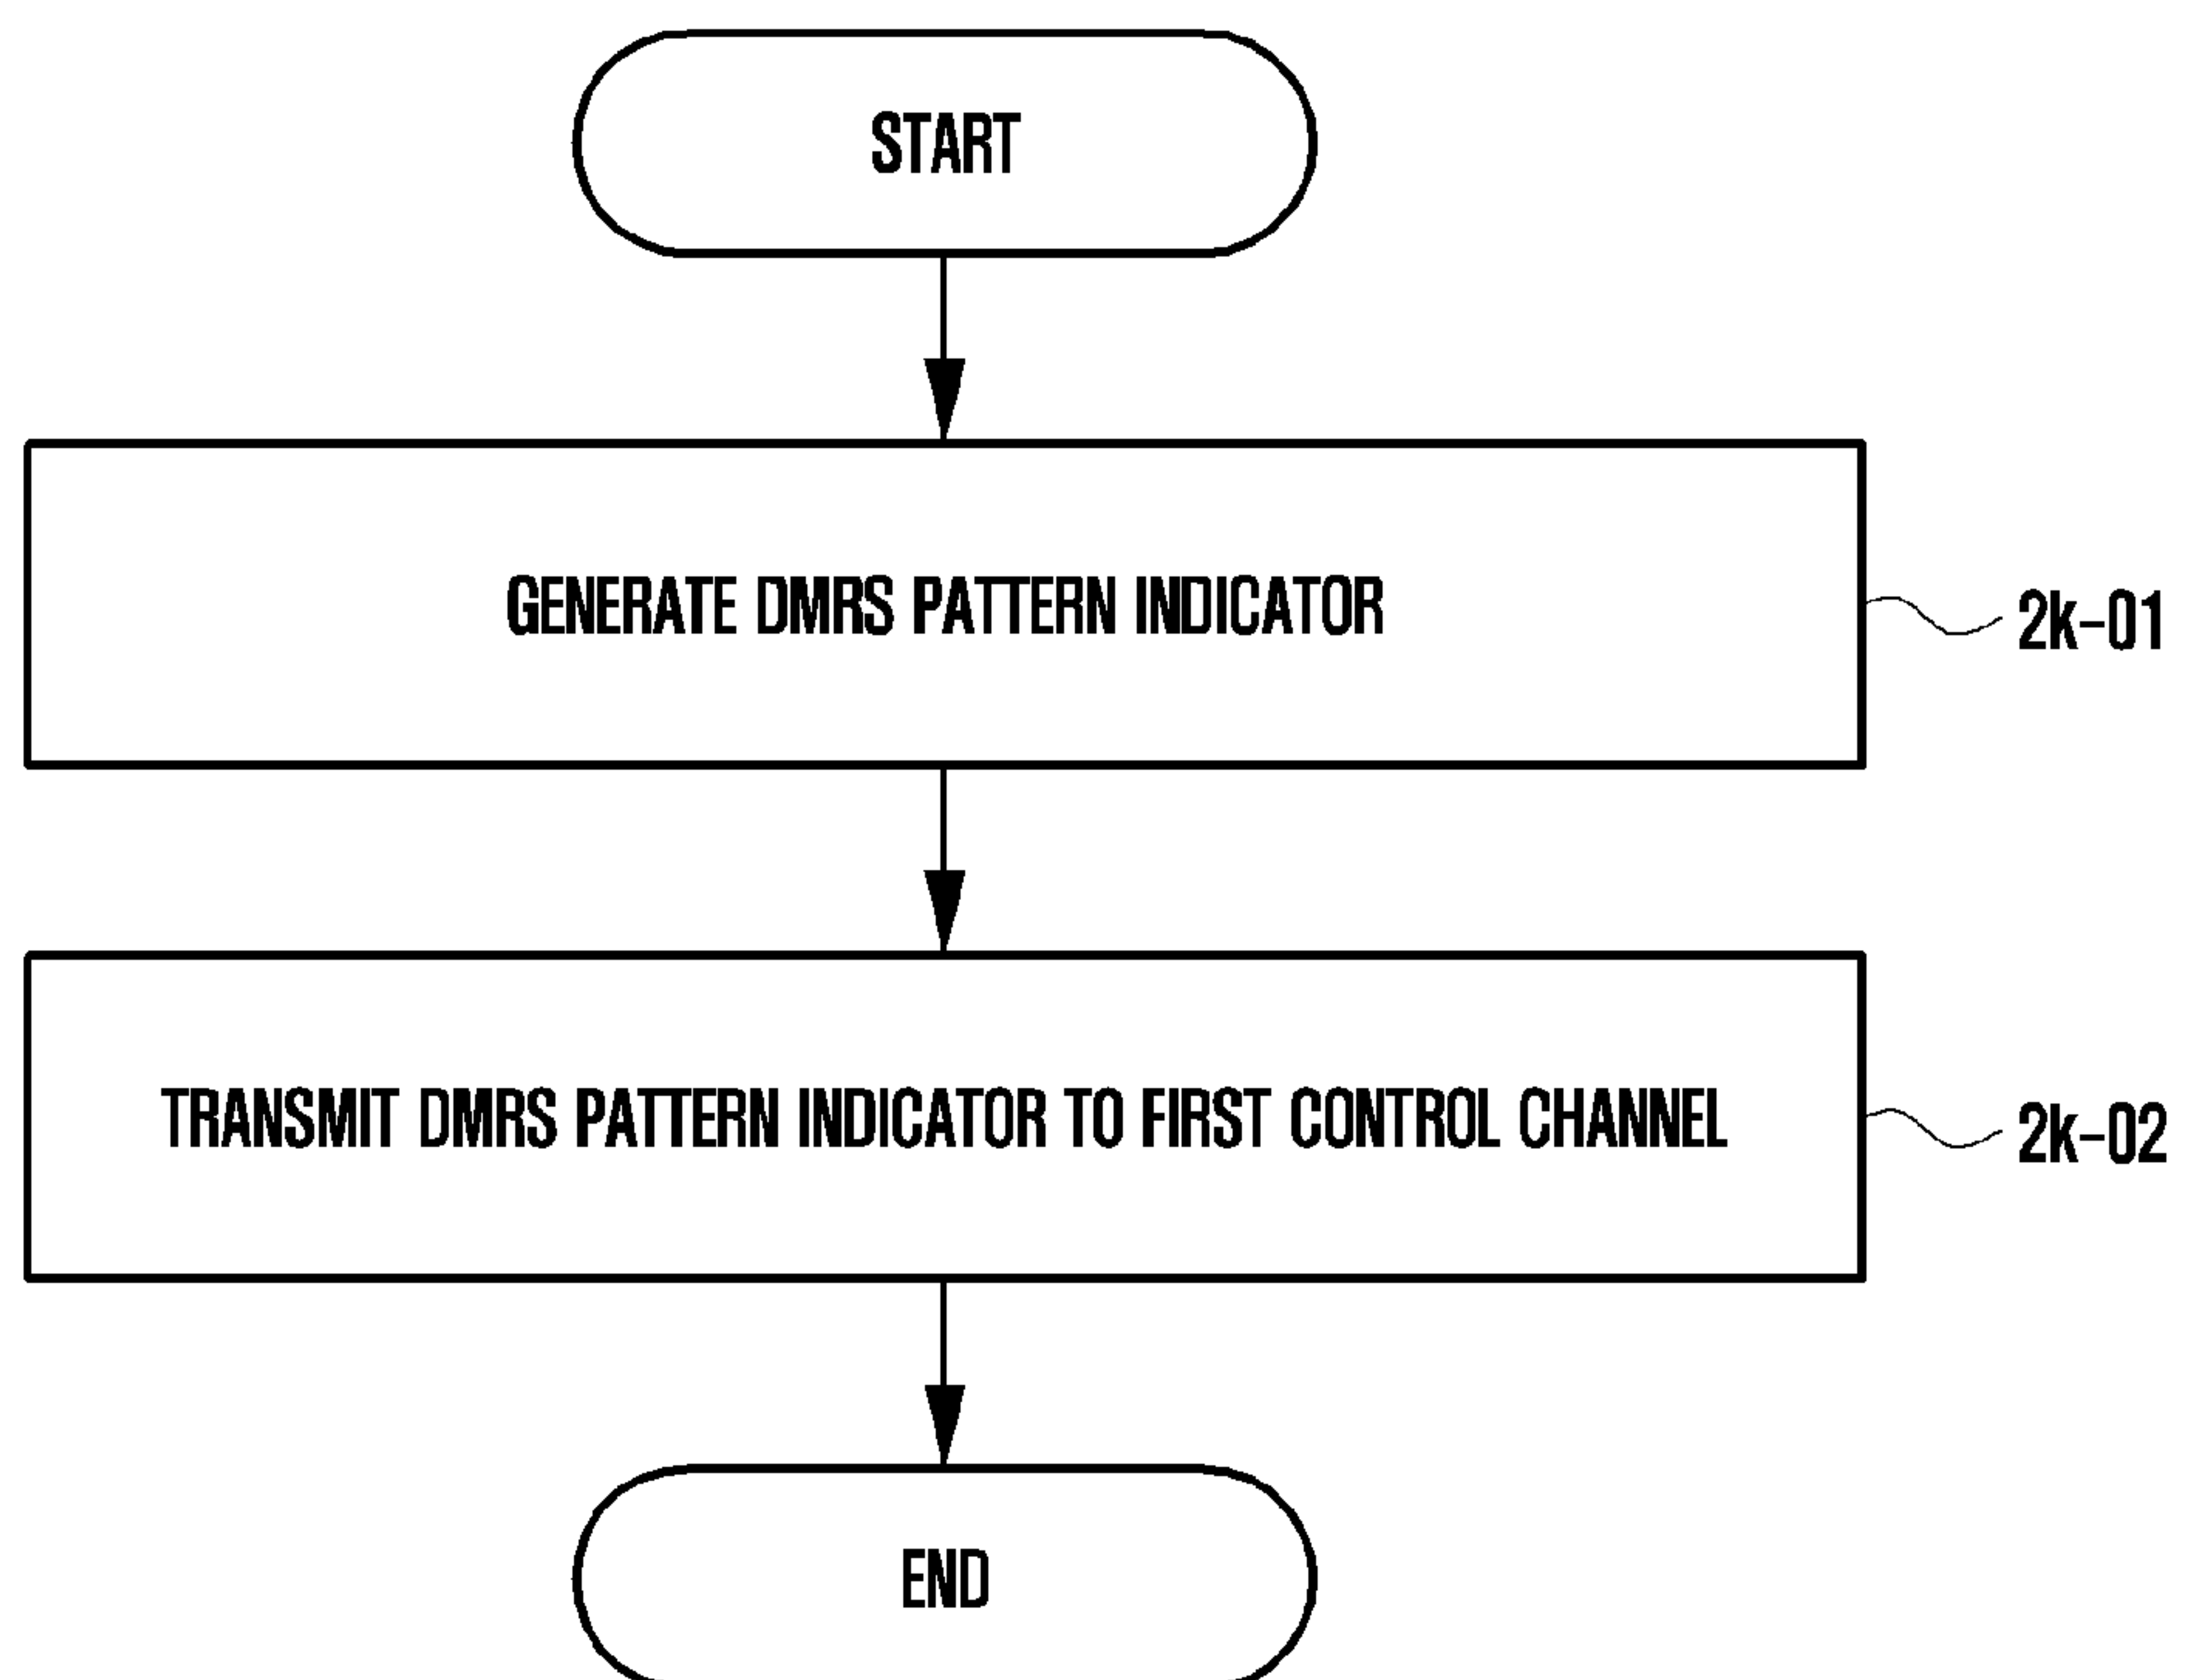 START
GENERATE DMRS PATTERN INDICATOR
2k-01
TRANSMIT DMRS PATTERN INDICATOR TO FIRST CONTROL CHANNEL
2k-02
END